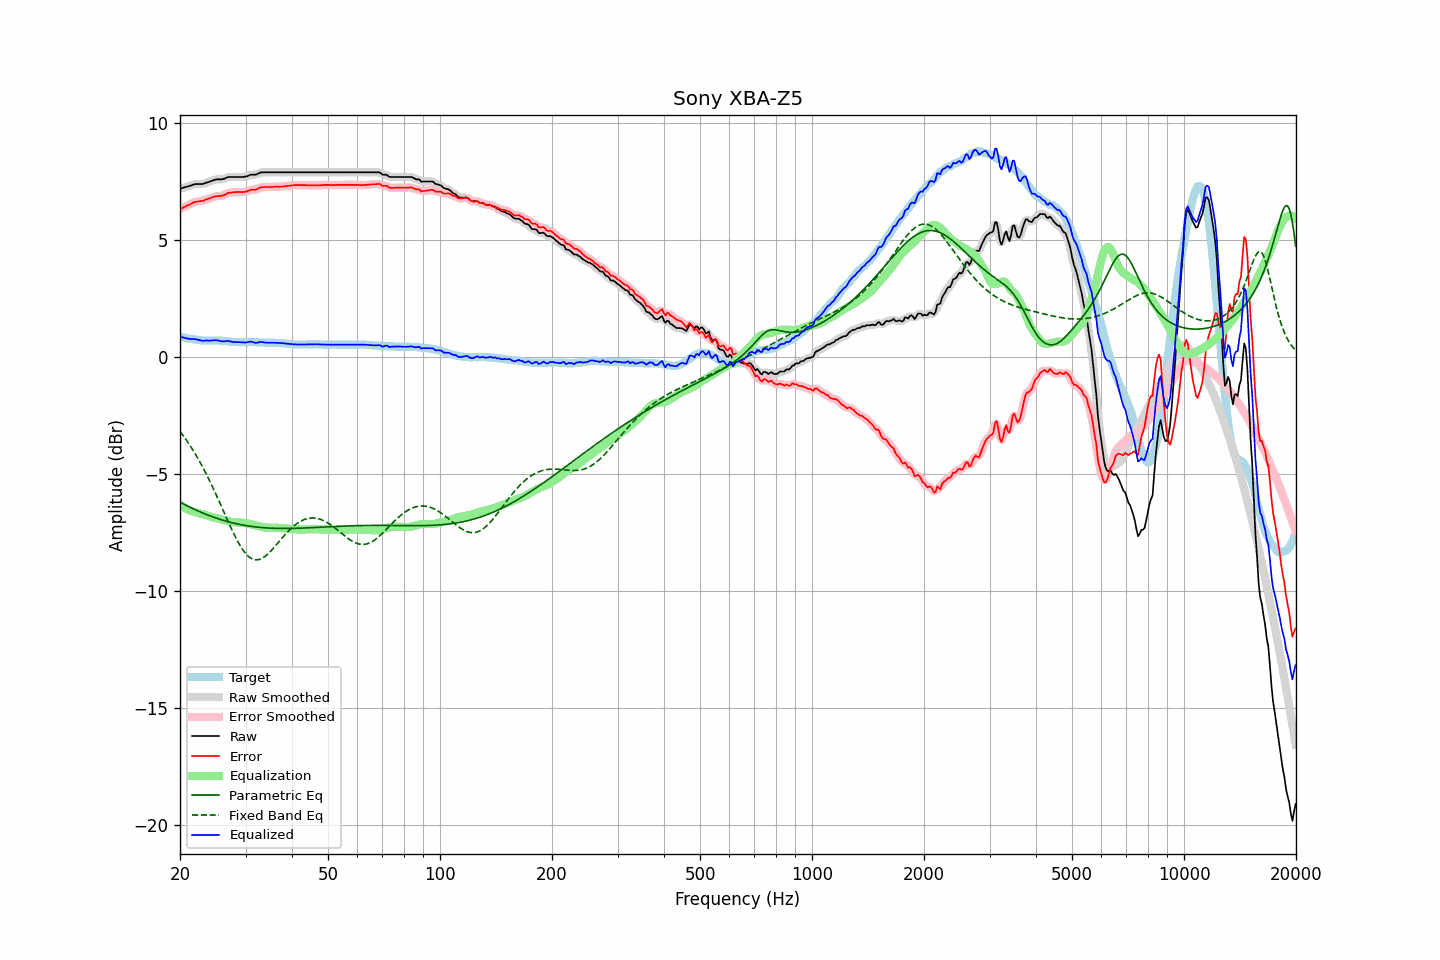 Sony XBA-Z5
Amplitude (dBr)
10
5
0
−5
−10
−15
−20
Target
Raw Smoothed
Error Smoothed
Raw
Error
Equalization
Parametric Eq
Fixed Band Eq
Equalized
20 50 100 200 500 1000 2000 5000 10000 20000
Frequency (Hz)